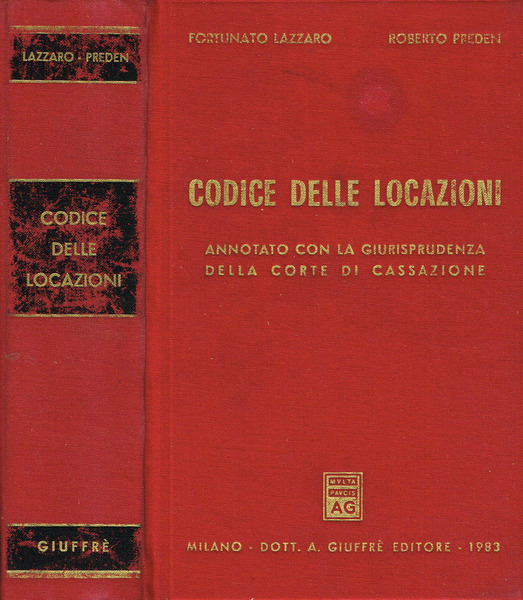 LAZZARO - PREDEN
CODICE
DELLE
LOCAZIONI
GIUFFRÈ
FORTUNATO LAZZARO ROBERTO PREDEN
CODICE DELLE LOCAZIONI
ANNOTATO CON LA GIURISPRUDENZA
DELLA CORTE DI CASSAZIONE
MVLTA
PAVCIS
AG
MILANO - DOTT. A. GIUFFRÈ EDITORE - 1983